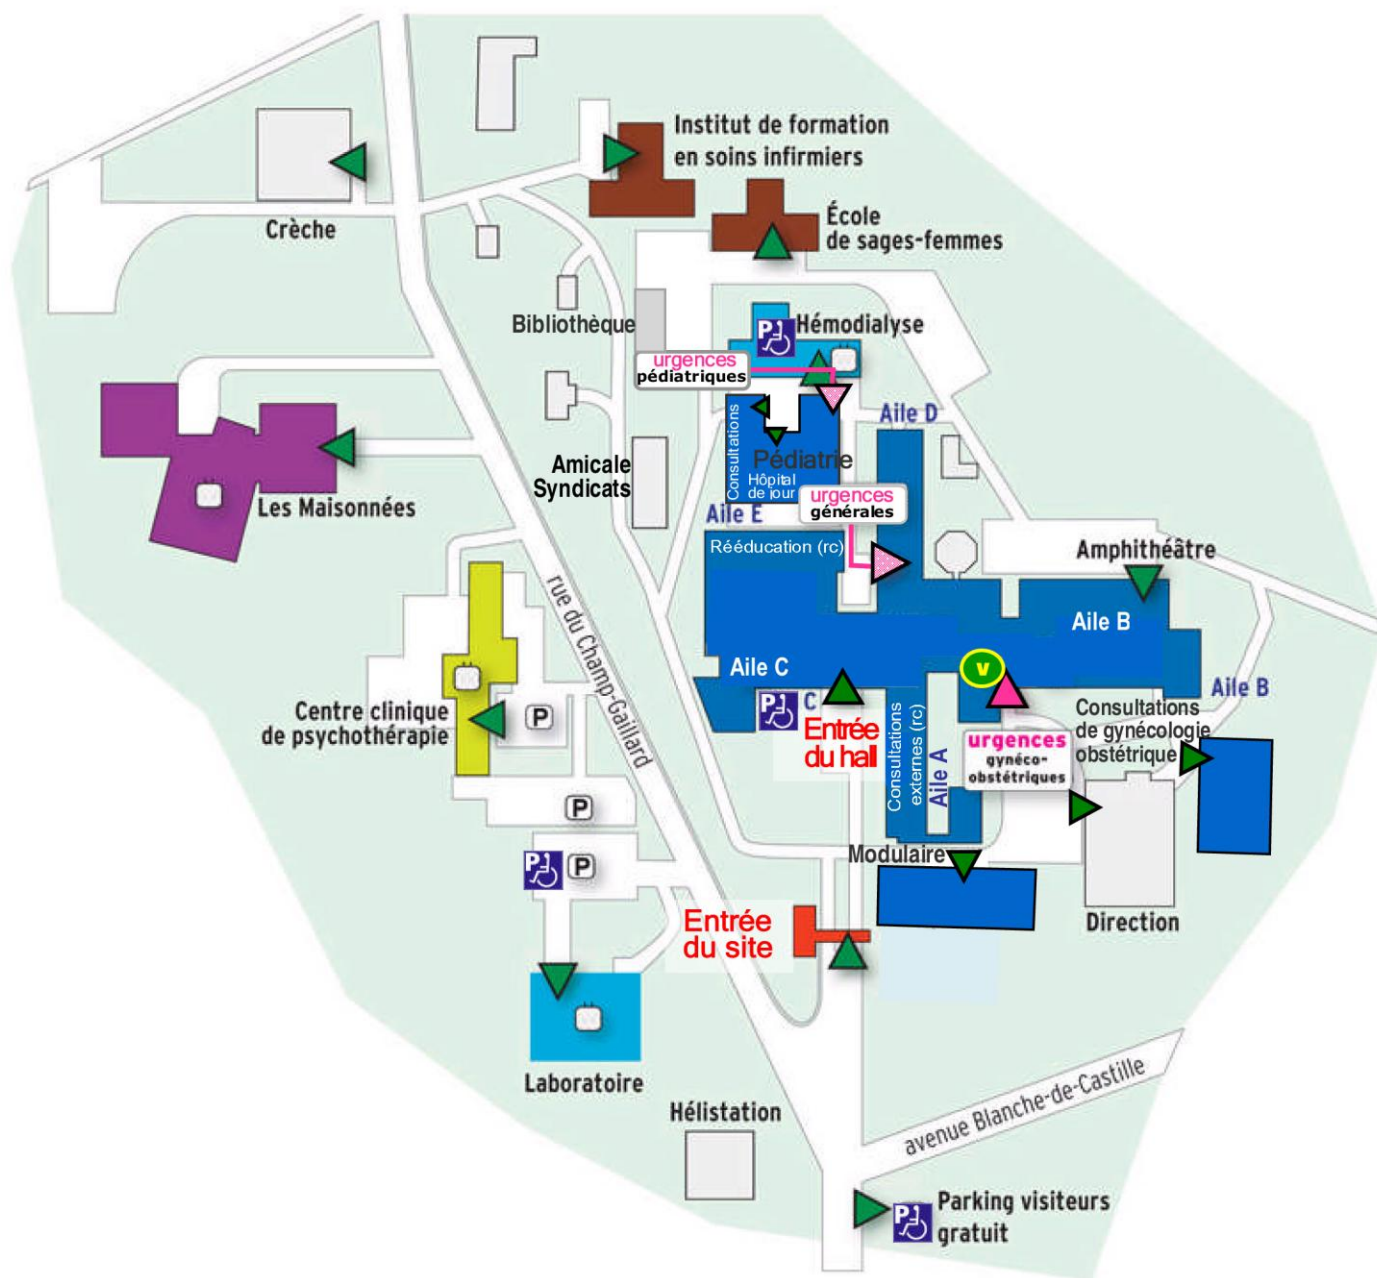 Institut de formation
en soins infirmiers
Crèche
École
de sages-femmes
Bibliothèque
P
Hémodialyse
urgences
pédiatriques
Aile D
Consultations
Pédiatrie
Hôpital
de jour
Amicale
Syndicats
Les Maisonnées
urgences
générales
Aile E
Rééducation (rc)
Amphithéâtre
rue du Champ-Gaillard
Aile B
Aile C
V
Aile B
P
C
Entrée
du hall
Consultations
externes (rc)
Aile A
urgences
gynéco-
obstétriques
Consultations
de gynécologie
obstétrique
Centre clinique
de psychothérapie
P
P
P
P
Modulaire
Direction
Entrée
du site
Laboratoire
Hélistation
avenue Blanche-de-Castille
P
Parking visiteurs
gratuit